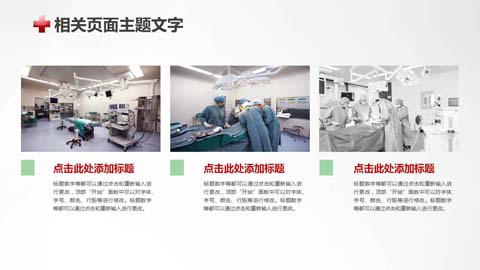 相关页面主题文字
点击此处添加标题
标题数字等都可以通过点击和重新输入进
行更改，顶部“开始”面板中可以对字体、
字号、颜色、行距等进行修改。标题数字
等都可以通过点击和重新输入进行更改。
点击此处添加标题
标题数字等都可以通过点击和重新输入进
行更改，顶部“开始”面板中可以对字体、
字号、颜色、行距等进行修改。标题数字
等都可以通过点击和重新输入进行更改。
点击此处添加标题
标题数字等都可以通过点击和重新输入进
行更改，顶部“开始”面板中可以对字体、
字号、颜色、行距等进行修改。标题数字
等都可以通过点击和重新输入进行更改。